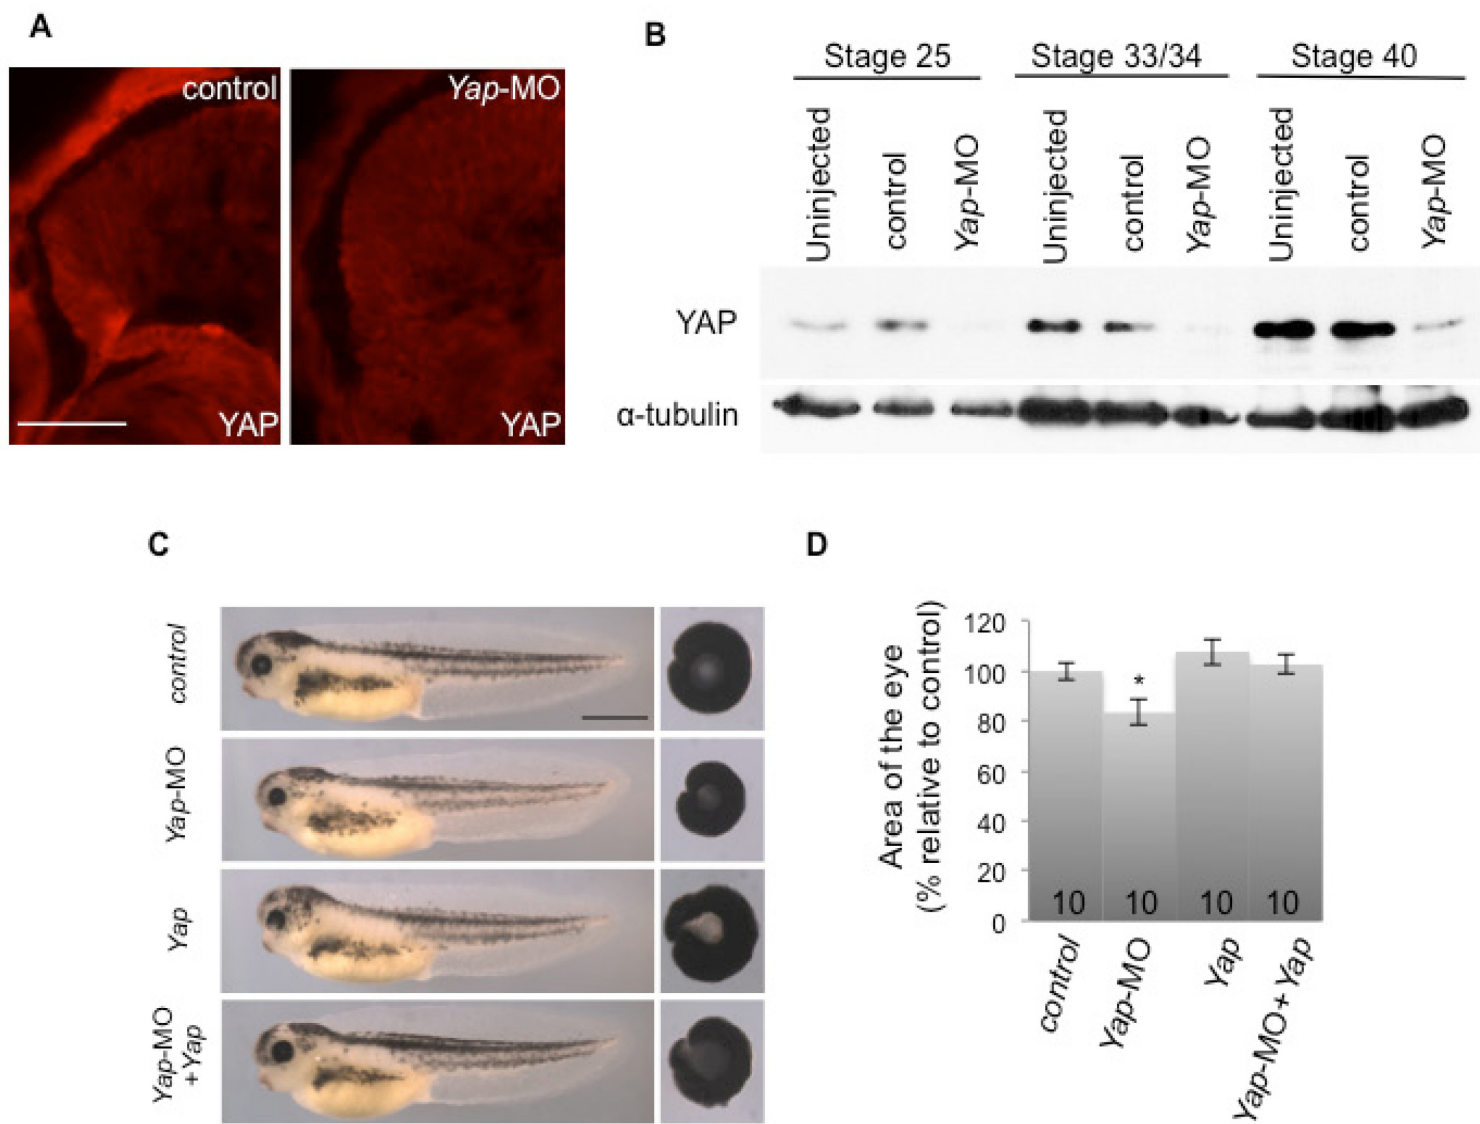 A
control
YAP
Yap-MO
YAP
B
Stage 25
Stage 33/34
Stage 40
Uninjected
control
Yap-MO
Uninjected
control
Yap-MO
Uninjected
control
Yap-MO
YAP
α-tubulin
C
control
Yap-MO
Yap
Yap-MO
+Yap
D
Area of the eye
(% relative to control)
120
100
80
60
40
20
0
*
10
10
10
10
control
Yap-MO
Yap
Yap-MO+Yap